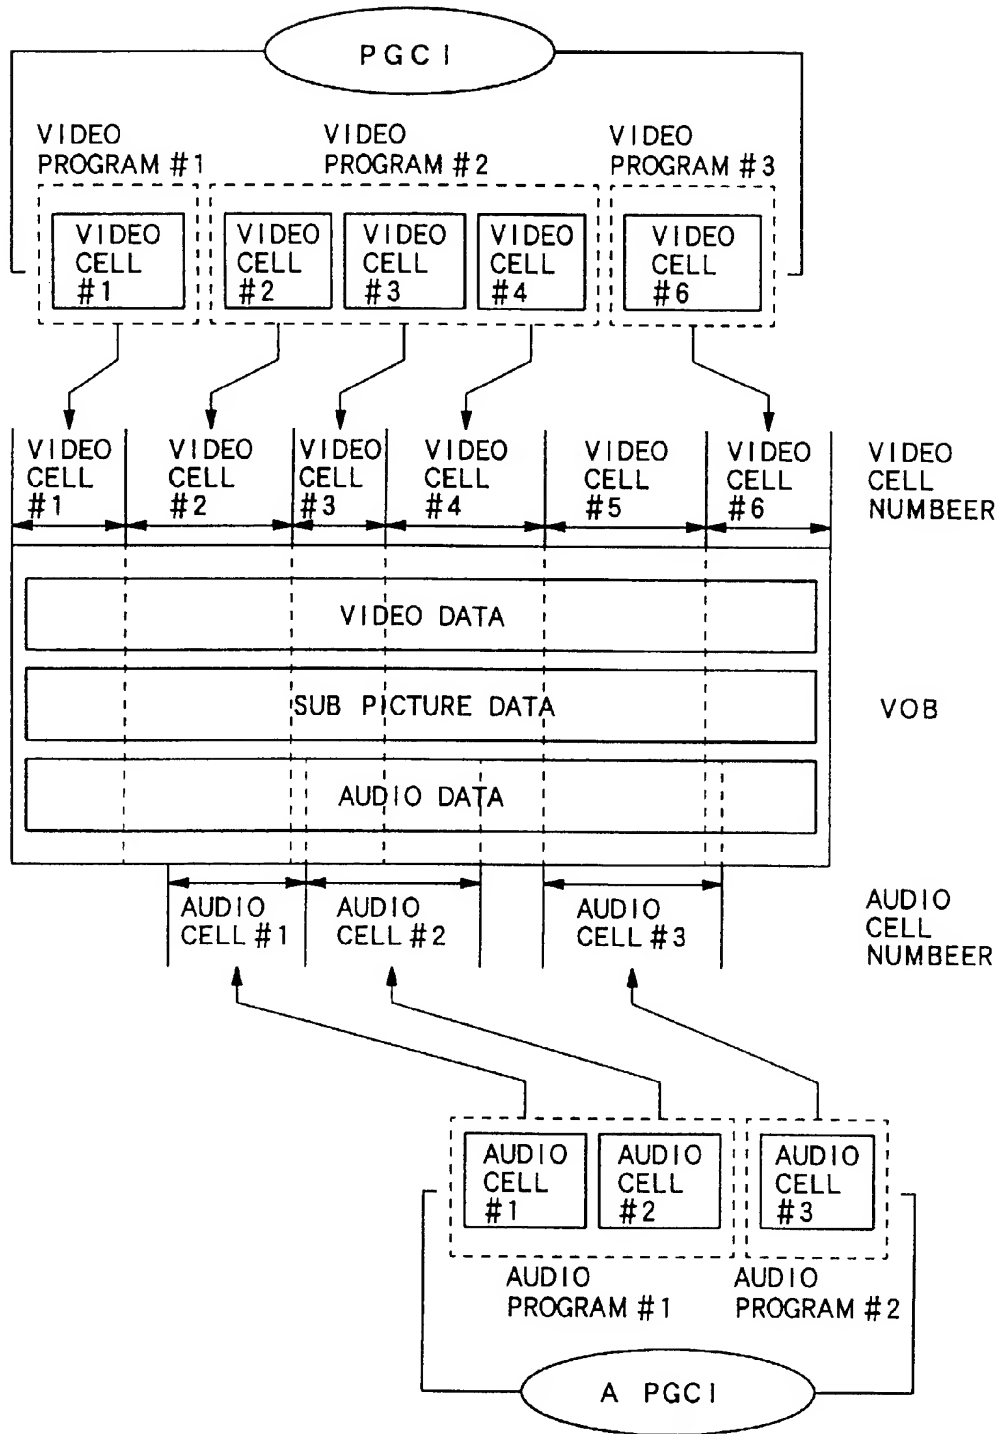 PGCI
VIDEO
PROGRAM #1
VIDEO
PROGRAM #2
VIDEO
PROGRAM #3
VIDEO
CELL
#1
VIDEO
CELL
#2
VIDEO
CELL
#3
VIDEO
CELL
#4
VIDEO
CELL
#6
VIDEO
CELL
#1
VIDEO
CELL
#2
VIDEO
CELL
#3
VIDEO
CELL
#4
VIDEO
CELL
#5
VIDEO
CELL
#6
VIDEO
CELL
NUMBEER
VIDEO DATA
SUB PICTURE DATA
VOB
AUDIO DATA
AUDIO
CELL #1
AUDIO
CELL #2
AUDIO
CELL #3
AUDIO
CELL
NUMBEER
AUDIO
CELL
#1
AUDIO
CELL
#2
AUDIO
CELL
#3
AUDIO
PROGRAM #1
AUDIO
PROGRAM #2
A PGCI